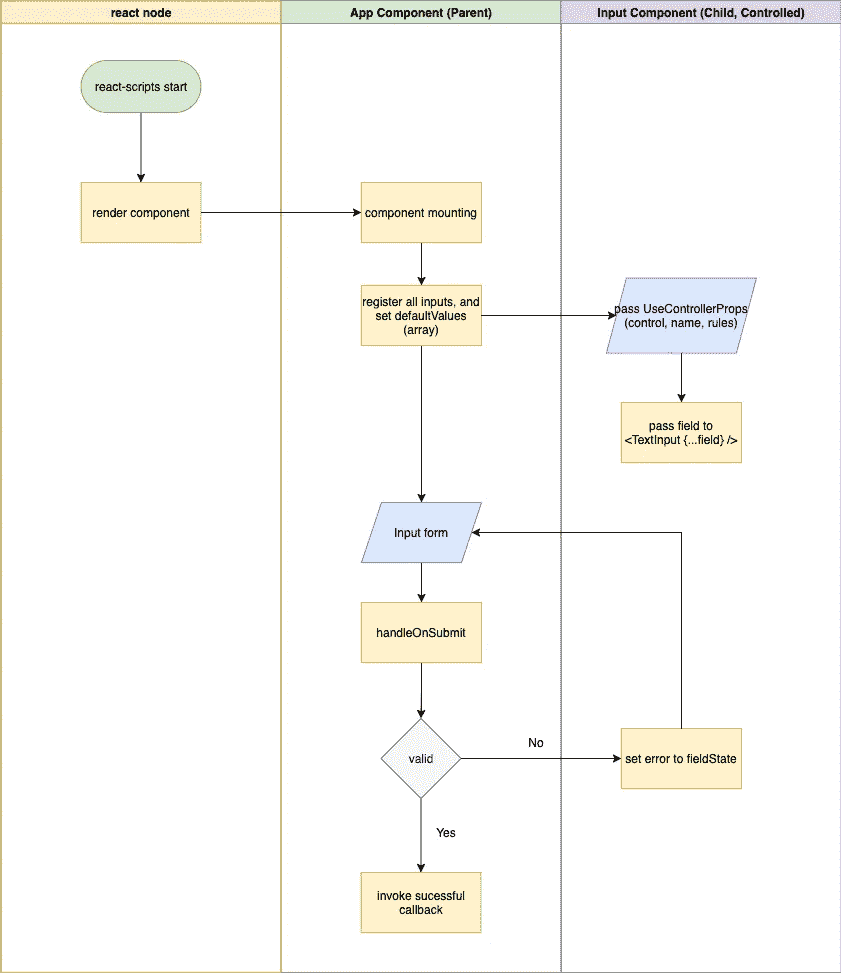 react node
App Component (Parent)
Input Component (Child, Controlled)
react-scripts start
render component
component mounting
register all inputs, and
set defaultValues
(array)
pass UseControllerProps
(control, name, rules)
pass field to
<TextInput {...field} />
Input form
handleOnSubmit
valid
No
set error to fieldState
Yes
invoke sucessful
callback